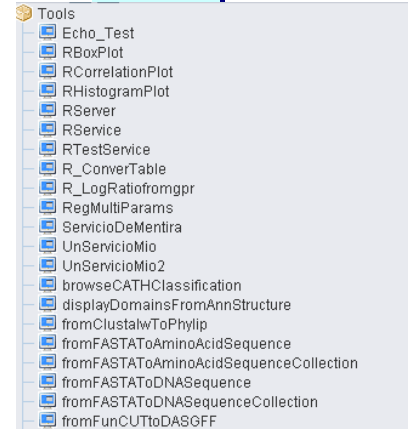 Tools
Echo_Test
RBoxPlot
RCorrelationPlot
RHistogramPlot
RServer
RService
RTestService
R_ConverTable
R_LogRatiofromgpr
RegMultiParams
ServicioDeMentira
UnServicioMio
UnServicioMio2
browseCATHClassification
displayDomainsFromAnnStructure
fromClustalwToPhylip
fromFASTAToAminoAcidSequence
fromFASTAToAminoAcidSequenceCollection
fromFASTAToDNASequence
fromFASTAToDNASequenceCollection
fromFunCUTtoDASGFF